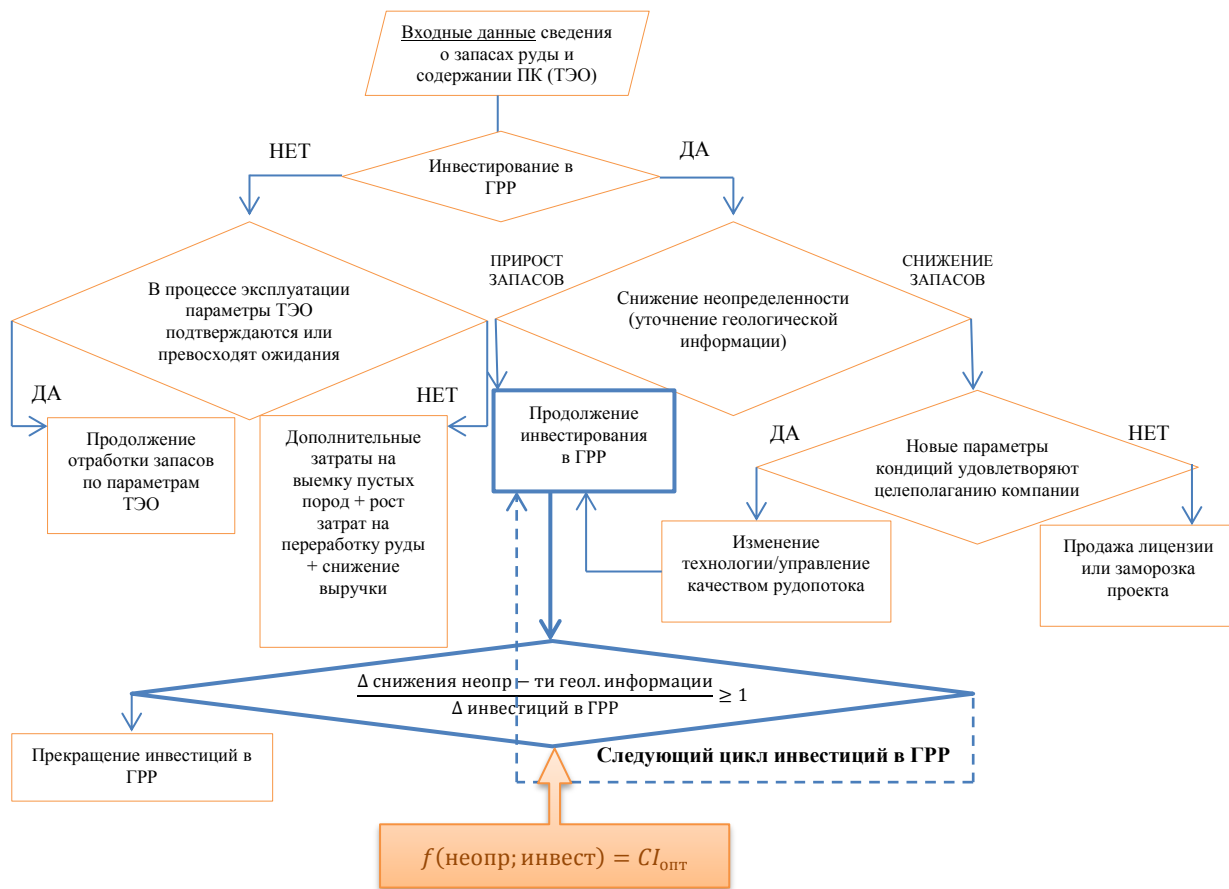 Входные данные сведения
о запасах руды и
содержании ПК (ТЭО)
НЕТ
ДА
Инвестирование в
ГРР
ПРИРОСТ
ЗАПАСОВ
СНИЖЕНИЕ
ЗАПАСОВ
В процессе эксплуатации
параметры ТЭО
подтверждаются или
превосходят ожидания
Снижение неопределенности
(уточнение геологической
информации)
ДА
НЕТ
Продолжение
отработки запасов
по параметрам
ТЭО
Дополнительные
затраты на
выемку пустых
пород + рост
затрат на
переработку руды
+ снижение
выручки
Продолжение
инвестирования
в ГРР
ДА
НЕТ
Новые параметры
кондиций удовлетворяют
целеполаганию компании
Изменение
технологии/управление
качеством рудопотока
Продажа лицензии
или заморозка
проекта
Δ снижения неопр − ти геол. информации
Δ инвестиций в ГРР
≥ 1
Прекращение инвестиций в
ГРР
Следующий цикл инвестиций в ГРР
f(неопр; инвест) = CIопт